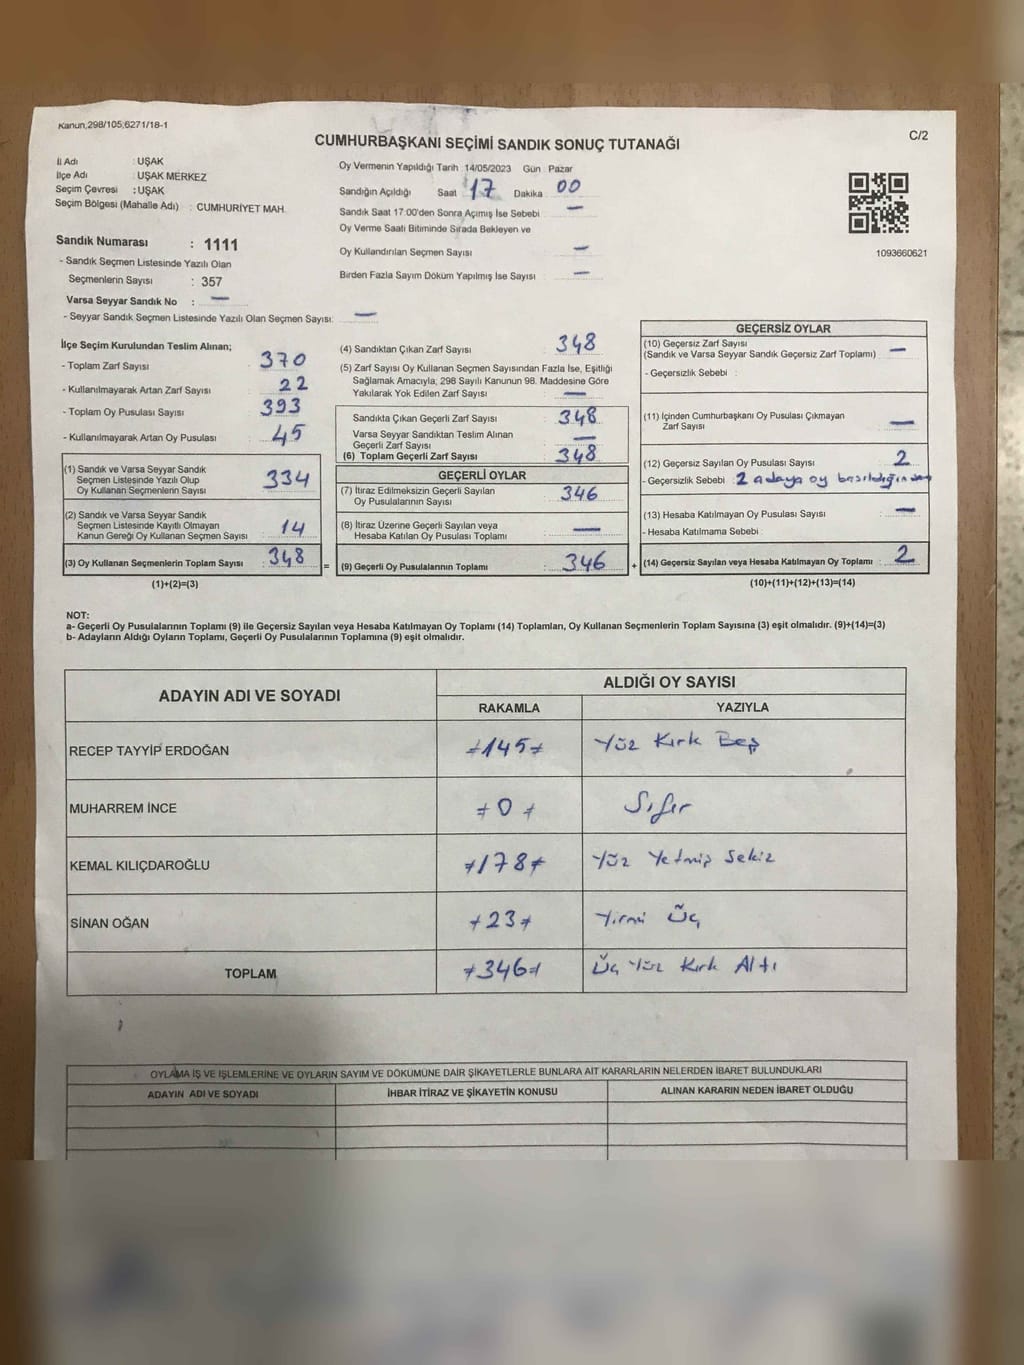 Kanun,298/105;6271/18-1
C/2
CUMHURBAŞKANI SEÇİMİ SANDIK SONUÇ TUTANAĞI
İl Adı : UŞAK
İlçe Adı : UŞAK MERKEZ
Seçim Çevresi : UŞAK
Seçim Bölgesi (Mahalle Adı) : CUMHURİYET MAH.
Sandık Numarası : 1111
- Sandık Seçmen Listesinde Yazılı Olan
Seçmenlerin Sayısı : 357
Varsa Seyyar Sandık No : —
- Seyyar Sandık Seçmen Listesinde Yazılı Olan Seçmen Sayısı: —
Oy Vermenin Yapıldığı Tarih 14/05/2023 Gün Pazar
Sandığın Açıldığı Saat 17 Dakika 00
Sandık Saat 17:00'den Sonra Açımış İse Sebebi —
Oy Verme Saati Bitiminde Sırada Bekleyen ve
Oy Kullandırılan Seçmen Sayısı —
Birden Fazla Sayım Döküm Yapılmış İse Sayısı —
1093660621
İlçe Seçim Kurulundan Teslim Alınan;
- Toplam Zarf Sayısı : 370
- Kullanılmayarak Artan Zarf Sayısı : 22
- Toplam Oy Pusulası Sayısı : 393
- Kullanılmayarak Artan Oy Pusulası : 45
(1) Sandık ve Varsa Seyyar Sandık
Seçmen Listesinde Yazılı Olup
Oy Kullanan Seçmenlerin Sayısı : 334
(2) Sandık ve Varsa Seyyar Sandık
Seçmen Listesinde Kayıtlı Olmayan
Kanun Gereği Oy Kullanan Seçmen Sayısı : 14
(3) Oy Kullanan Seçmenlerin Toplam Sayısı : 348
(1)+(2)=(3)
=
(4) Sandıktan Çıkan Zarf Sayısı : 348
(5) Zarf Sayısı Oy Kullanan Seçmen Sayısından Fazla İse, Eşitliği
Sağlamak Amacıyla, 298 Sayılı Kanunun 98. Maddesine Göre
Yakılarak Yok Edilen Zarf Sayısı : —
Sandıkta Çıkan Geçerli Zarf Sayısı : 348
Varsa Seyyar Sandıktan Teslim Alınan
Geçerli Zarf Sayısı : —
(6) Toplam Geçerli Zarf Sayısı : 348
GEÇERLİ OYLAR
(7) İtiraz Edilmeksizin Geçerli Sayılan
Oy Pusulalarının Sayısı : 346
(8) İtiraz Üzerine Geçerli Sayılan veya
Hesaba Katılan Oy Pusulası Toplamı : —
(9) Geçerli Oy Pusulalarının Toplamı : 346
+
GEÇERSİZ OYLAR
(10) Geçersiz Zarf Sayısı
(Sandık ve Varsa Seyyar Sandık Geçersiz Zarf Toplamı) : —
- Geçersizlik Sebebi :
(11) İçinden Cumhurbaşkanı Oy Pusulası Çıkmayan
Zarf Sayısı : —
(12) Geçersiz Sayılan Oy Pusulası Sayısı : 2
- Geçersizlik Sebebi : 2 adaya oy basıldığından
(13) Hesaba Katılmayan Oy Pusulası Sayısı : —
- Hesaba Katılmama Sebebi :
(14) Geçersiz Sayılan veya Hesaba Katılmayan Oy Toplamı : 2
(10)+(11)+(12)+(13)=(14)
NOT:
a- Geçerli Oy Pusulalarının Toplamı (9) ile Geçersiz Sayılan veya Hesaba Katılmayan Oy Toplamı (14) Toplamları, Oy Kullanan Seçmenlerin Toplam Sayısına (3) eşit olmalıdır. (9)+(14)=(3)
b- Adayların Aldığı Oyların Toplamı, Geçerli Oy Pusulalarının Toplamına (9) eşit olmalıdır.
ADAYIN ADI VE SOYADI
ALDIĞI OY SAYISI
RAKAMLA YAZIYLA
RECEP TAYYİP ERDOĞAN ≠145≠ Yüz Kırk Beş
MUHARREM İNCE ≠0≠ Sıfır
KEMAL KILIÇDAROĞLU ≠178≠ Yüz Yetmiş Sekiz
SİNAN OĞAN ≠23≠ Yirmi Üç
TOPLAM ≠346≠ Üç Yüz Kırk Altı
OYLAMA İŞ VE İŞLEMLERİNE VE OYLARIN SAYIM VE DÖKÜMÜNE DAİR ŞİKAYETLERLE BUNLARA AİT KARARLARIN NELERDEN İBARET BULUNDUKLARI
ADAYIN ADI VE SOYADI İHBAR İTİRAZ VE ŞİKAYETİN KONUSU ALINAN KARARIN NEDEN İBARET OLDUĞU